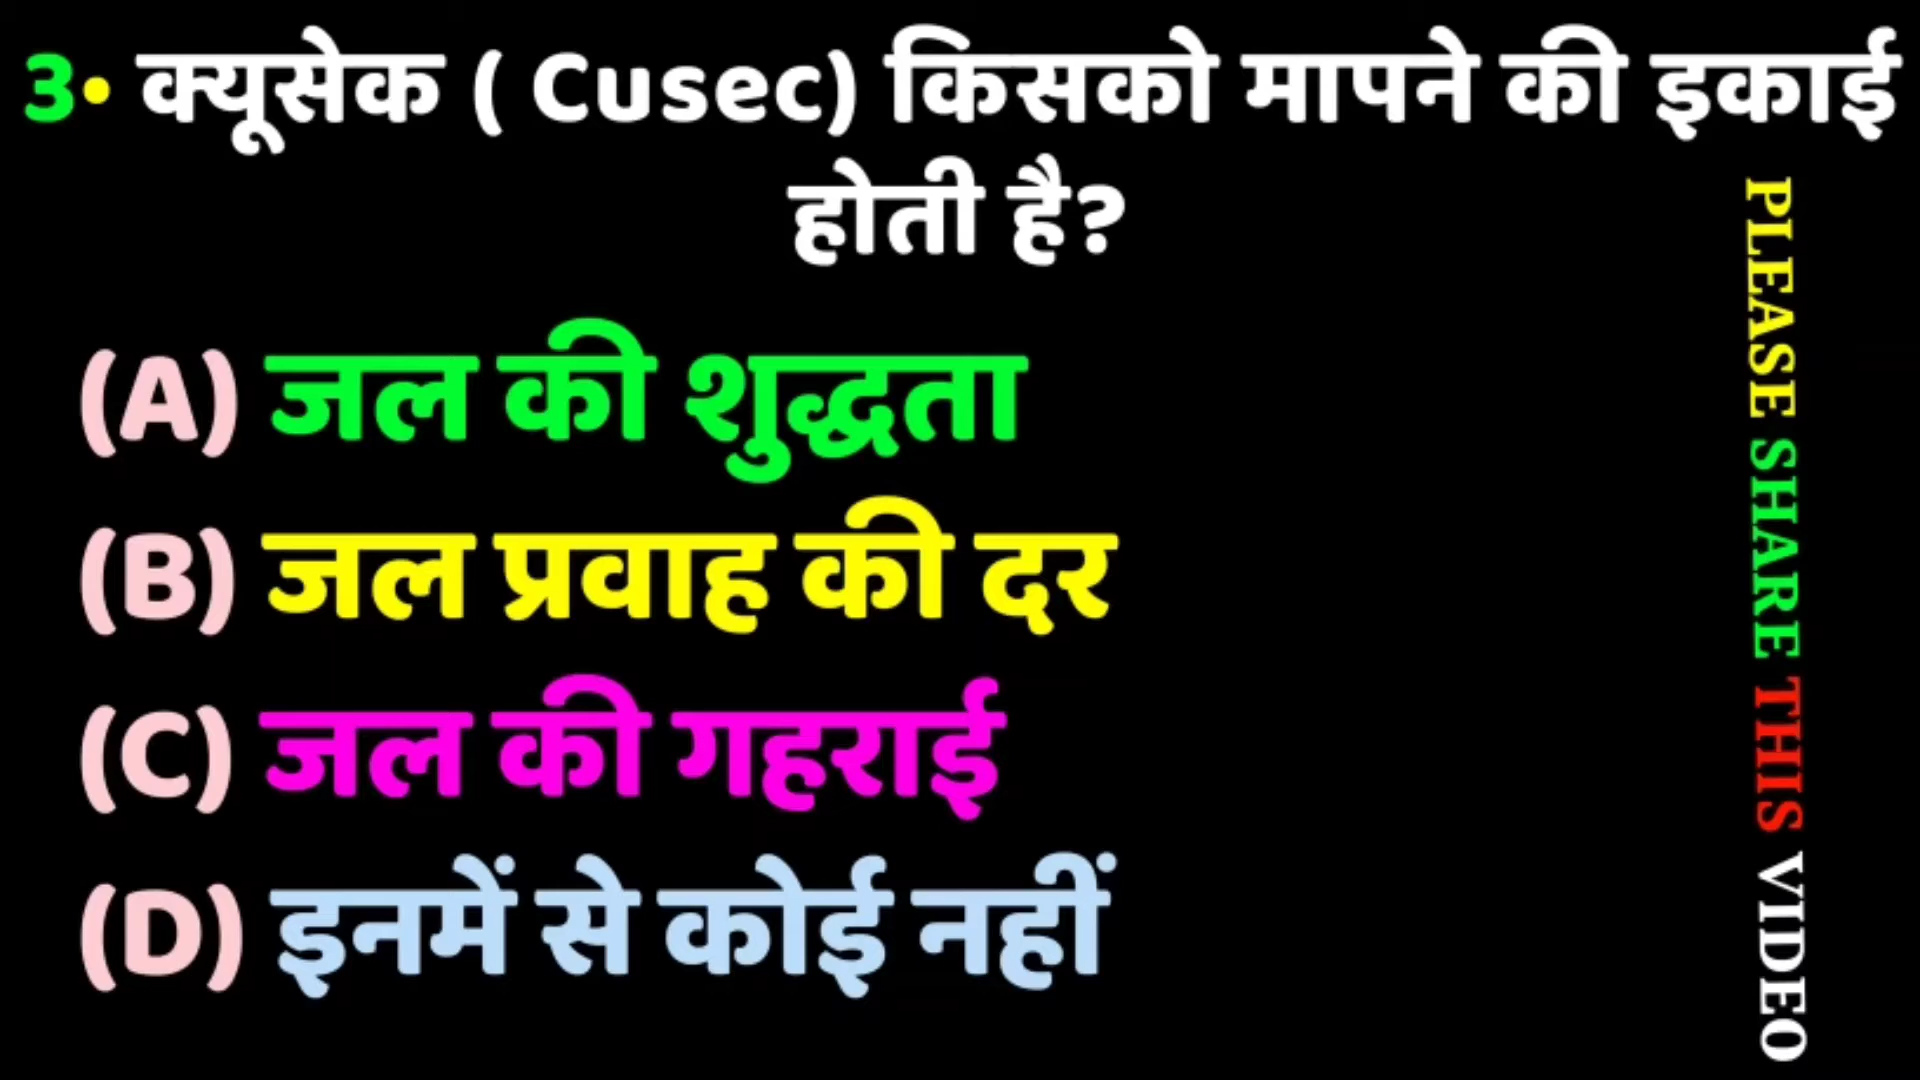 3• क्यूसेक ( Cusec) किसको मापने की इकाई
होती है?
(A) जल की शुद्धता
(B) जल प्रवाह की दर
(C) जल की गहराई
(D) इनमें से कोई नहीं
PLEASE SHARE THIS VIDEO